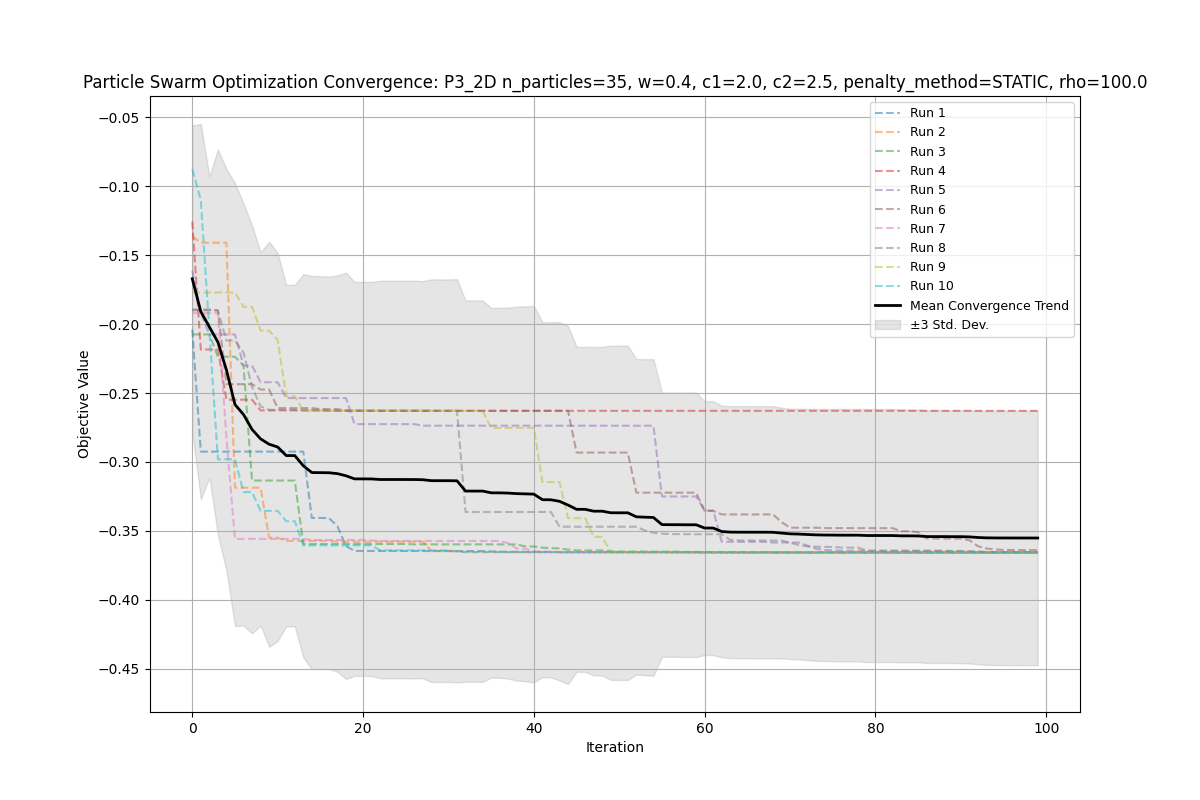 Particle Swarm Optimization Convergence: P3_2D n_particles=35, w=0.4, c1=2.0, c2=2.5, penalty_method=STATIC, rho=100.0
Objective Value
−0.05
−0.10
−0.15
−0.20
−0.25
−0.30
−0.35
−0.40
−0.45
Run 1
Run 2
Run 3
Run 4
Run 5
Run 6
Run 7
Run 8
Run 9
Run 10
Mean Convergence Trend
±3 Std. Dev.
0 20 40 60 80 100
Iteration